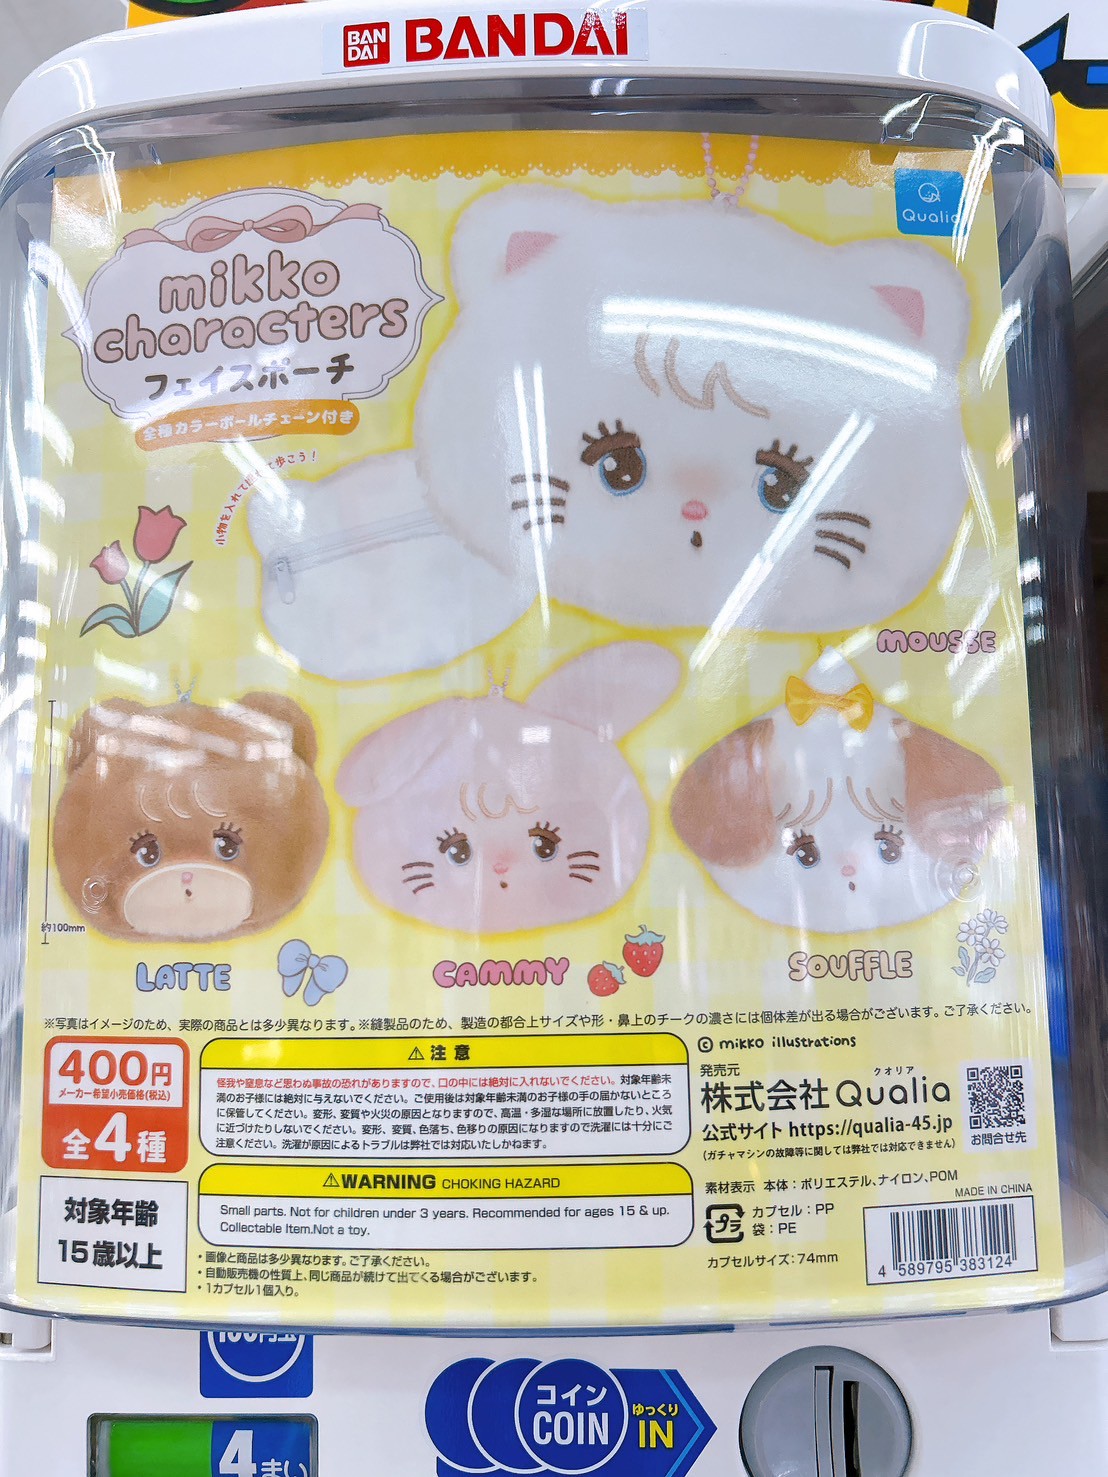 BAN
DAI
BANDAI
Qualia
mikko
characters
フェイスポーチ
全種カラーボールチェーン付き
小物を入れて 歩こう！
MOUSSE
約100mm
LATTE
CAMMY
SOUFFLE
※写真はイメージのため、実際の商品とは多少異なります。※縫製品のため、製造の都合上サイズや形・鼻上のチークの濃さには個体差が出る場合がございます。ご了承ください。
400円
メーカー希望小売価格(税込)
全4種
対象年齢
15歳以上
⚠注意
怪我や窒息など思わぬ事故の恐れがありますので、口の中には絶対に入れないでください。対象年齢未
満のお子様には絶対に与えないでください。ご使用後は対象年齢未満のお子様の手の届かないところ
に保管してください。変形、変質や火災の原因となりますので、高温・多湿な場所に放置したり、火気
に近づけたりしないでください。変形、変質、色落ち、色移りの原因になりますので洗濯には十分にご
注意ください。洗濯が原因によるトラブルは弊社では対応いたしかねます。
⚠WARNING CHOKING HAZARD
Small parts. Not for children under 3 years. Recommended for ages 15 & up.
Collectable Item.Not a toy.
・画像と商品は多少異なります。ご了承ください。
・自動販売機の性質上、同じ商品が続けて出てくる場合がございます。
・1カプセル1個入り。
© mikko illustrations
発売元
クオリア
株式会社Qualia
公式サイト https://qualia-45.jp
(ガチャマシンの故障等に関しては弊社では対応できません)
お問合せ先
素材表示 本体：ポリエステル、ナイロン、POM
MADE IN CHINA
プラ
カプセル：PP
袋：PE
カプセルサイズ：74mm
4 589795 383124
100円玉
4まい
コイン
COIN
ゆっくり
IN